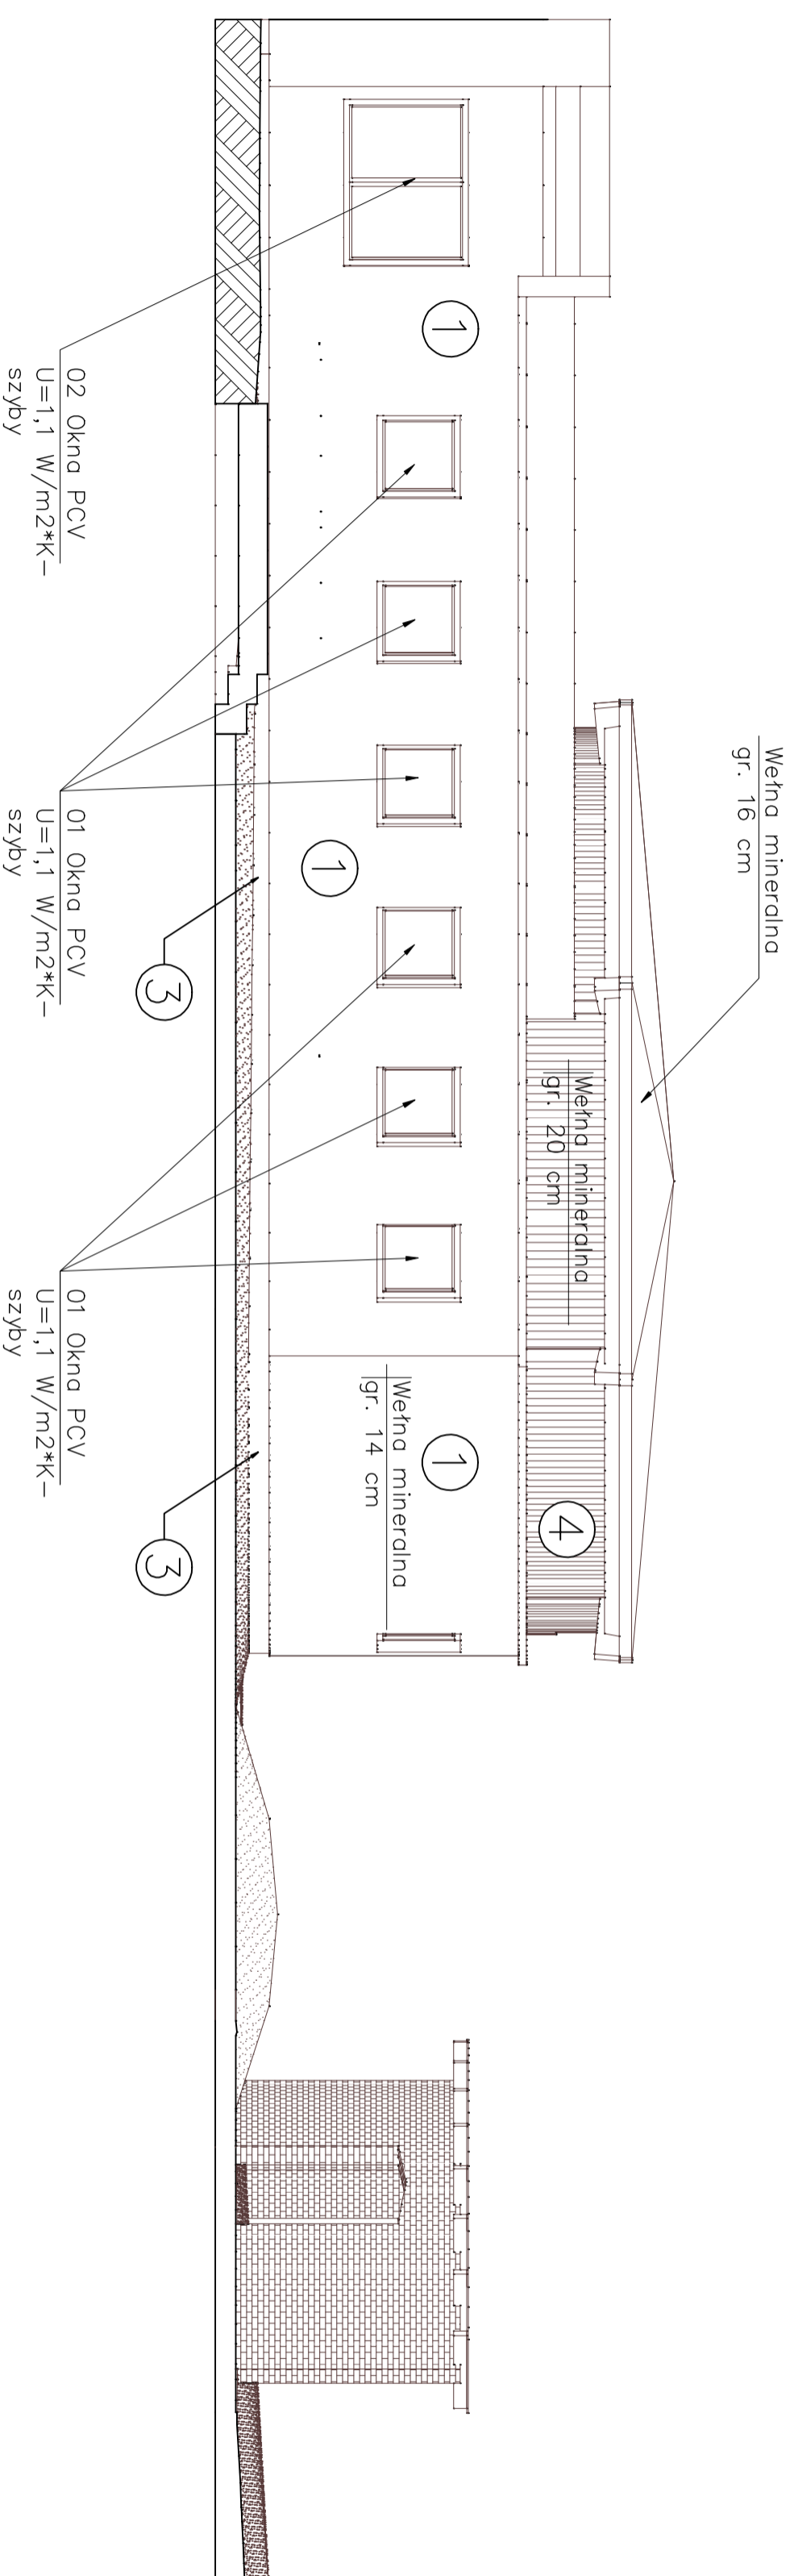 Wełna mineralna
gr. 16 cm
Wełna mineralna
gr. 20 cm
4
1
1
1
Wełna mineralna
gr. 14 cm
3
3
02 Okna PCV
U=1,1 W/m2*K-
szyby
01 Okna PCV
U=1,1 W/m2*K-
szyby
01 Okna PCV
U=1,1 W/m2*K-
szyby